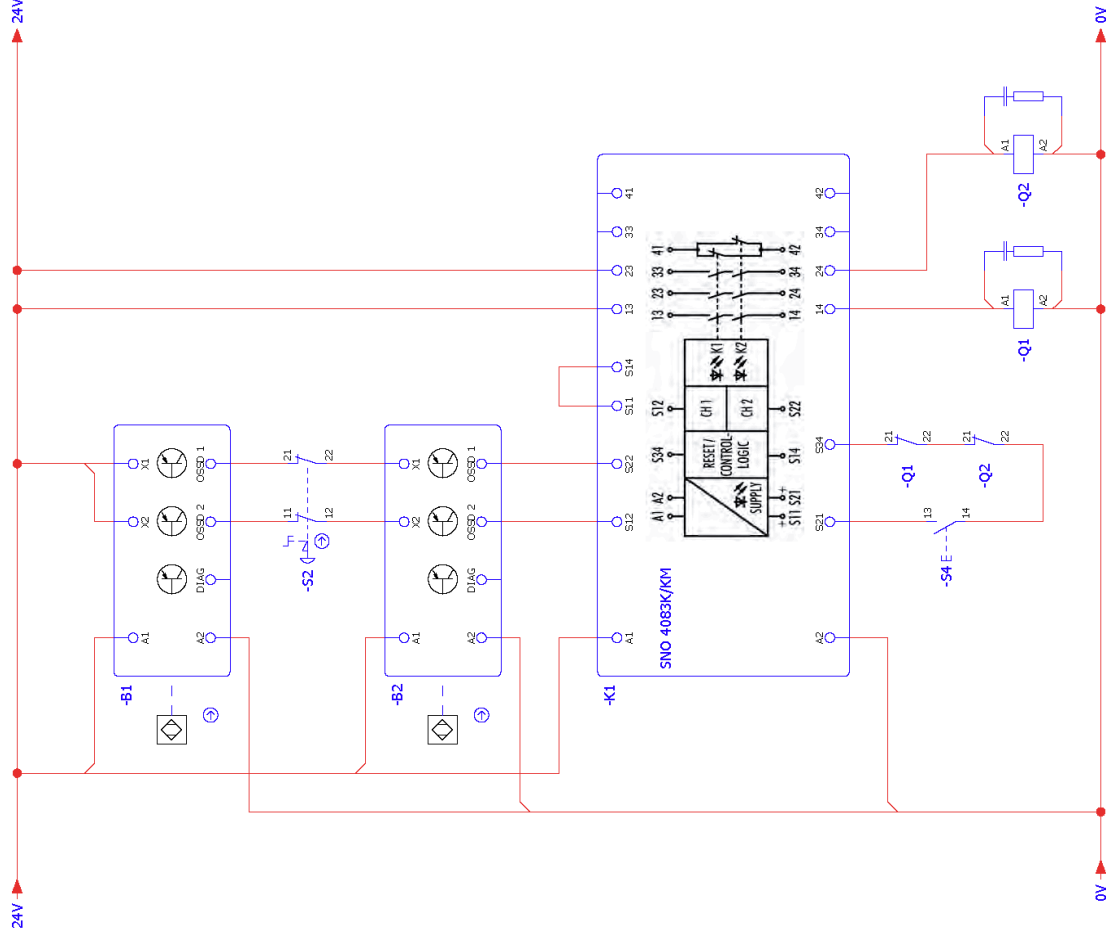 24V
24V
-B1
A1
X2
X1
A2
DIAG
OSSD 2
OSSD 1
-S2
11
21
12
22
-B2
A1
X2
X1
A2
DIAG
OSSD 2
OSSD 1
-K1
A1
S12
S22
S11
S14
13
23
33
41
SNO 4083K/KM
A1
A2
S34
S12
13
23
33
41
SUPPLY
RESET/
CONTROL-
LOGIC
CH 1
CH 2
K1
K2
+
S11
S21
+
S14
S22
14
24
34
42
A2
S21
S34
14
24
34
42
-S4
13
14
-Q1
21
22
-Q2
21
22
-Q1
A1
A2
-Q2
A1
A2
0V
0V